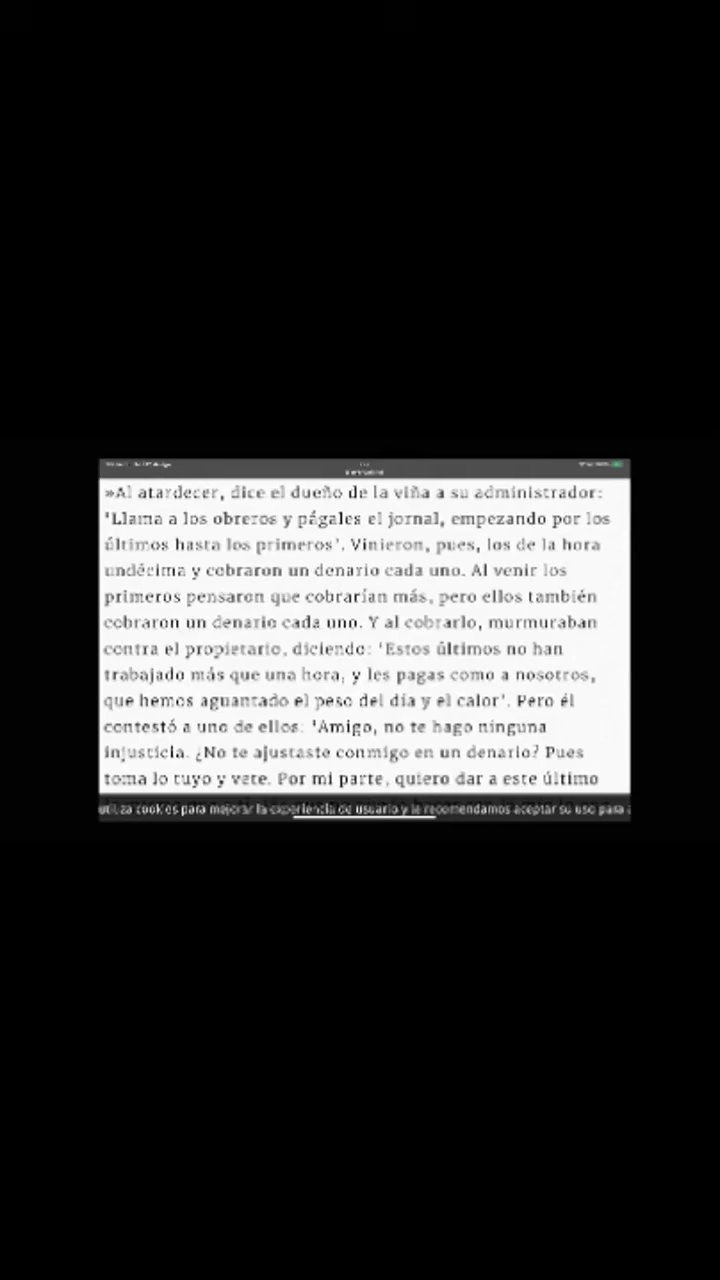 »Al atardecer, dice el dueño de la viña a su administrador:
'Llama a los obreros y págales el jornal, empezando por los
últimos hasta los primeros'. Vinieron, pues, los de la hora
undécima y cobraron un denario cada uno. Al venir los
primeros pensaron que cobrarían más, pero ellos también
cobraron un denario cada uno. Y al cobrarlo, murmuraban
contra el propietario, diciendo: 'Estos últimos no han
trabajado más que una hora, y les pagas como a nosotros,
que hemos aguantado el peso del día y el calor'. Pero él
contestó a uno de ellos: 'Amigo, no te hago ninguna
injusticia. ¿No te ajustaste conmigo en un denario? Pues
toma lo tuyo y vete. Por mi parte, quiero dar a este último
utiliza cookies para mejorar la experiencia de usuario y le recomendamos aceptar su uso para a